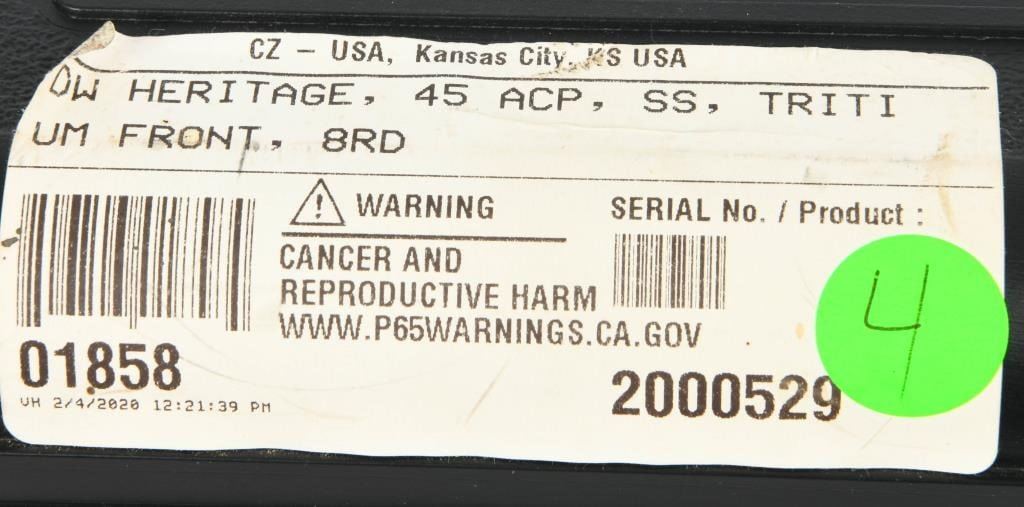 CZ - USA, Kansas City, KS USA
DW HERITAGE, 45 ACP, SS, TRITI
UM FRONT, 8RD
WARNING
SERIAL No. / Product :
CANCER AND
REPRODUCTIVE HARM
WWW.P65WARNINGS.CA.GOV
01858
VH 2/4/2020 12:21:39 PM
2000529
4